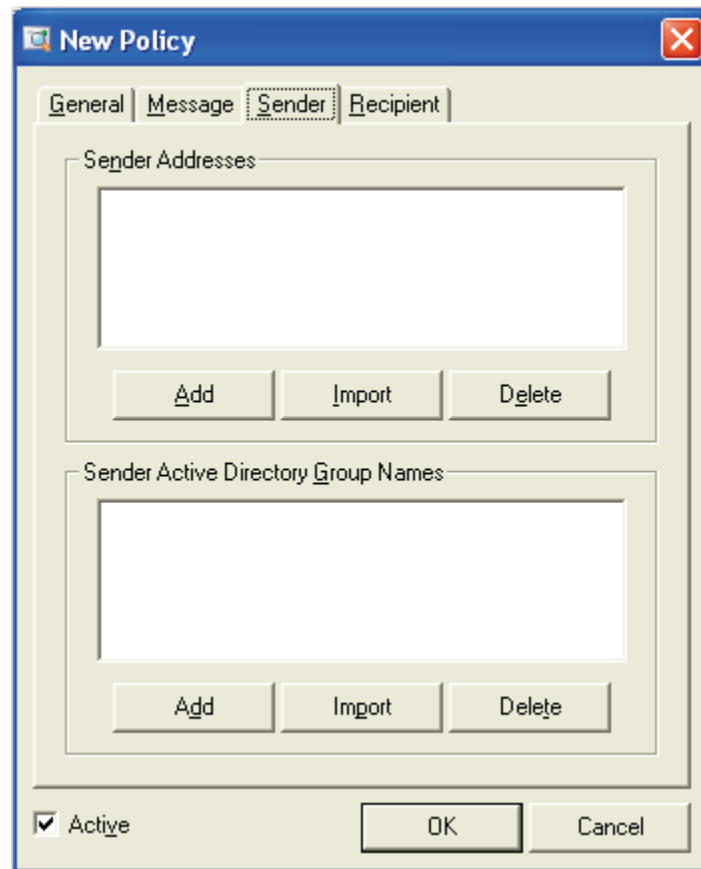 New Policy
General Message Sender Recipient
Sender Addresses
Add Import Delete
Sender Active Directory Group Names
Add Import Delete
Active OK Cancel